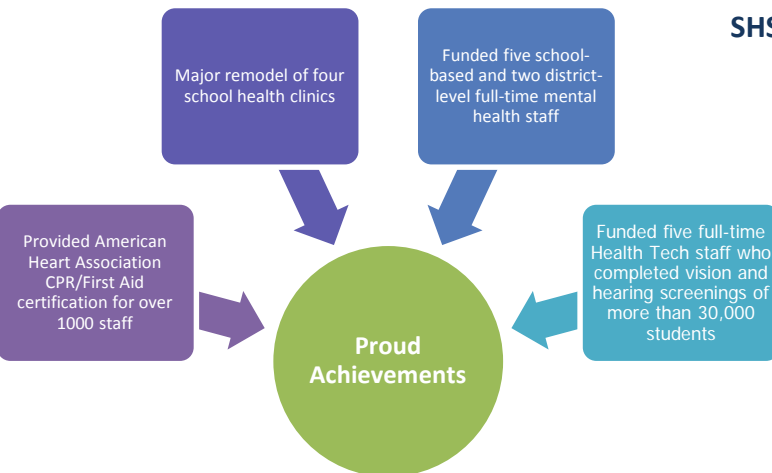 SHS
Major remodel of four
school health clinics
Funded five school-
based and two district-
level full-time mental
health staff
Provided American
Heart Association
CPR/First Aid
certification for over
1000 staff
Funded five full-time
Health Tech staff who
completed vision and
hearing screenings of
more than 30,000
students
Proud
Achievements